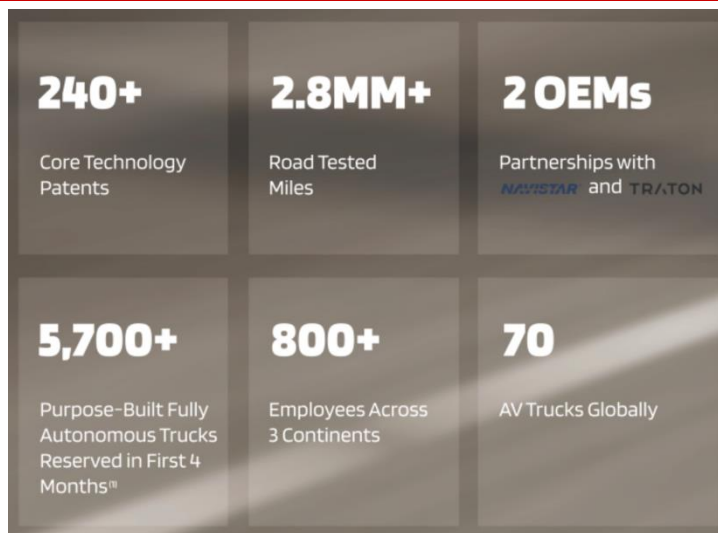 240+
Core Technology
Patents
2.8MM+
Road Tested
Miles
2 OEMs
Partnerships with
NAVISTAR and TRATON
5,700+
Purpose-Built Fully
Autonomous Trucks
Reserved in First 4
Months(1)
800+
Employees Across
3 Continents
70
AV Trucks Globally